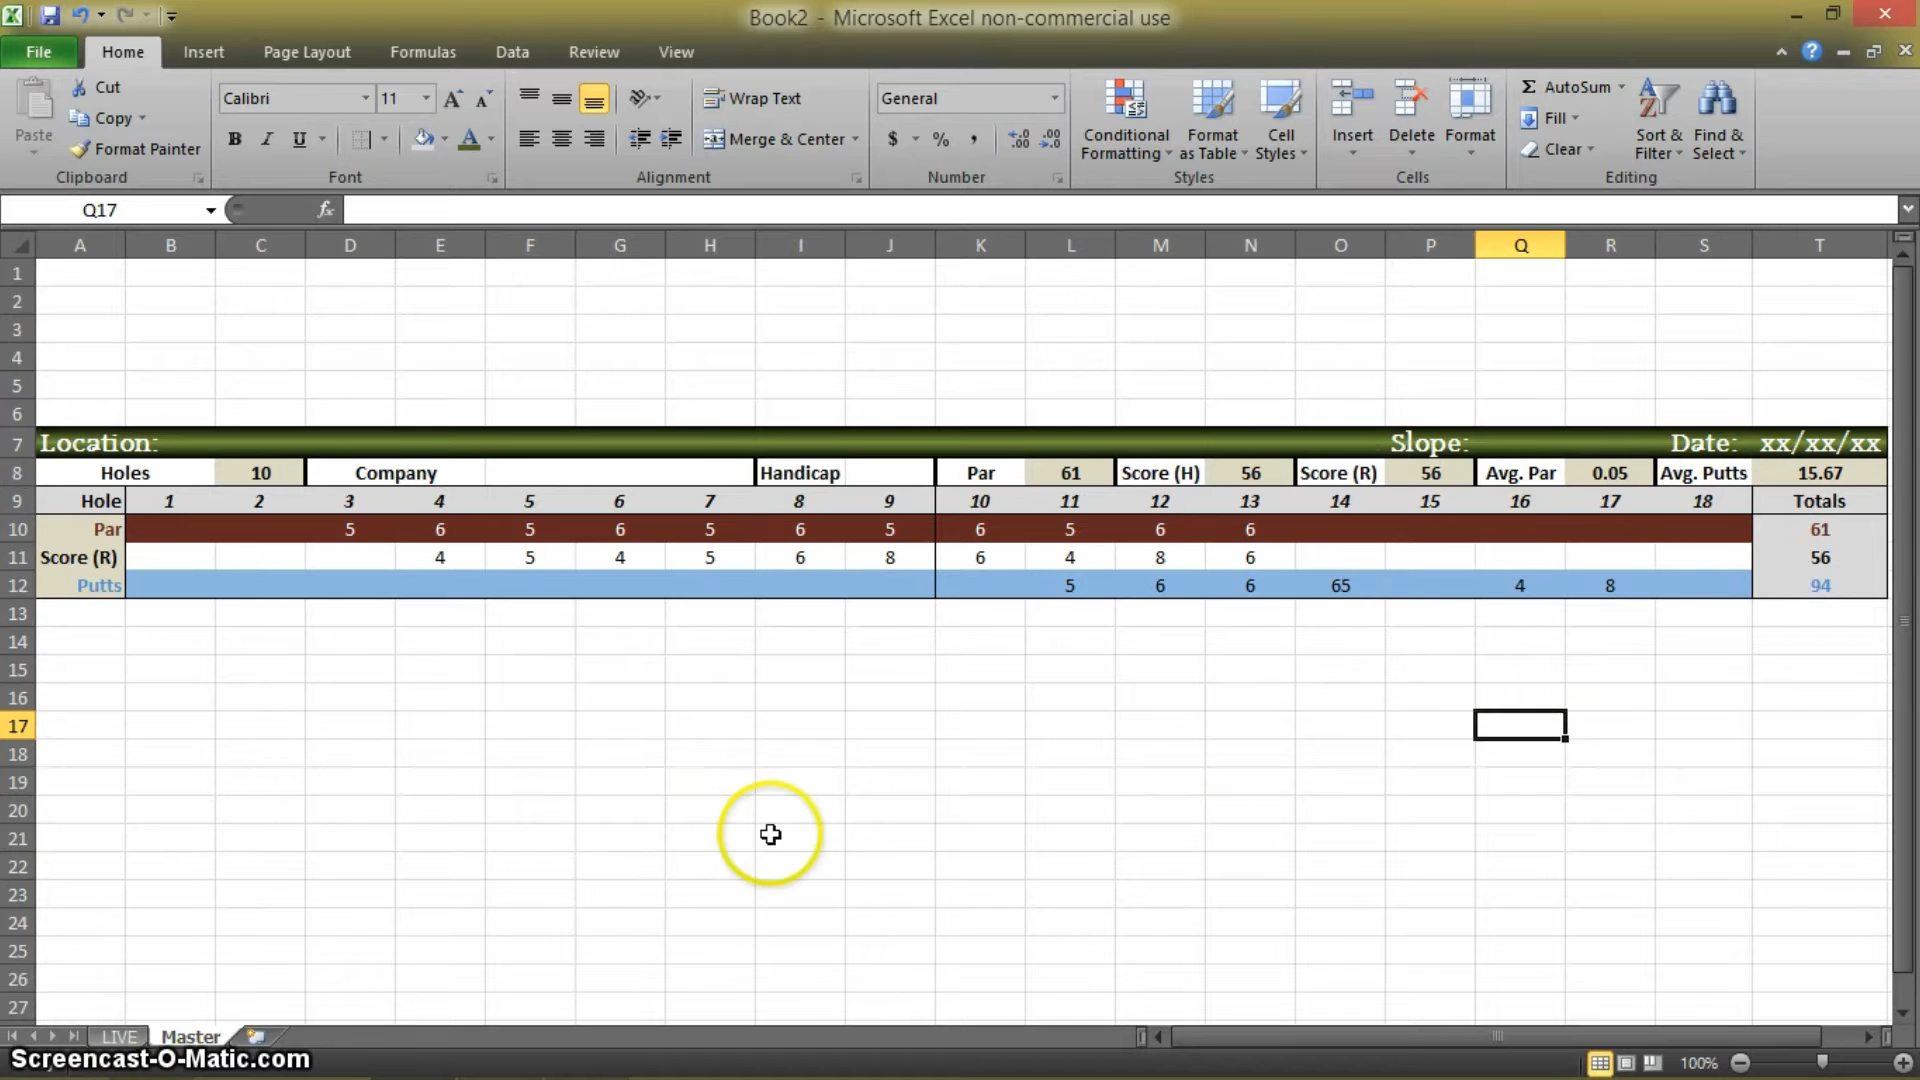 Book2 - Microsoft Excel non-commercial use
File Home Insert Page Layout Formulas Data Review View
Paste
Cut
Copy
Format Painter
Clipboard
Calibri 11
B I U A
Font
Wrap Text
Merge & Center
Alignment
General
$ % ,
Number
Conditional Formatting
Format as Table
Cell Styles
Styles
Insert Delete Format
Cells
Σ AutoSum
Fill
Clear
Sort & Filter
Find & Select
Editing
Q17 fx
A B C D E F G H I J K L M N O P Q R S T
1
2
3
4
5
6
7 Location: Slope: Date: xx/xx/xx
8 Holes 10 Company Handicap Par 61 Score (H) 56 Score (R) 56 Avg. Par 0.05 Avg. Putts 15.67
9 Hole 1 2 3 4 5 6 7 8 9 10 11 12 13 14 15 16 17 18 Totals
10 Par 5 6 5 6 5 6 5 6 5 6 6 61
11 Score (R) 4 5 4 5 6 8 6 4 8 6 56
12 Putts 5 6 6 65 4 8 94
13
14
15
16
17
18
19
20
21
22
23
24
25
26
27
LIVE Master
Screencast-O-Matic.com
100%